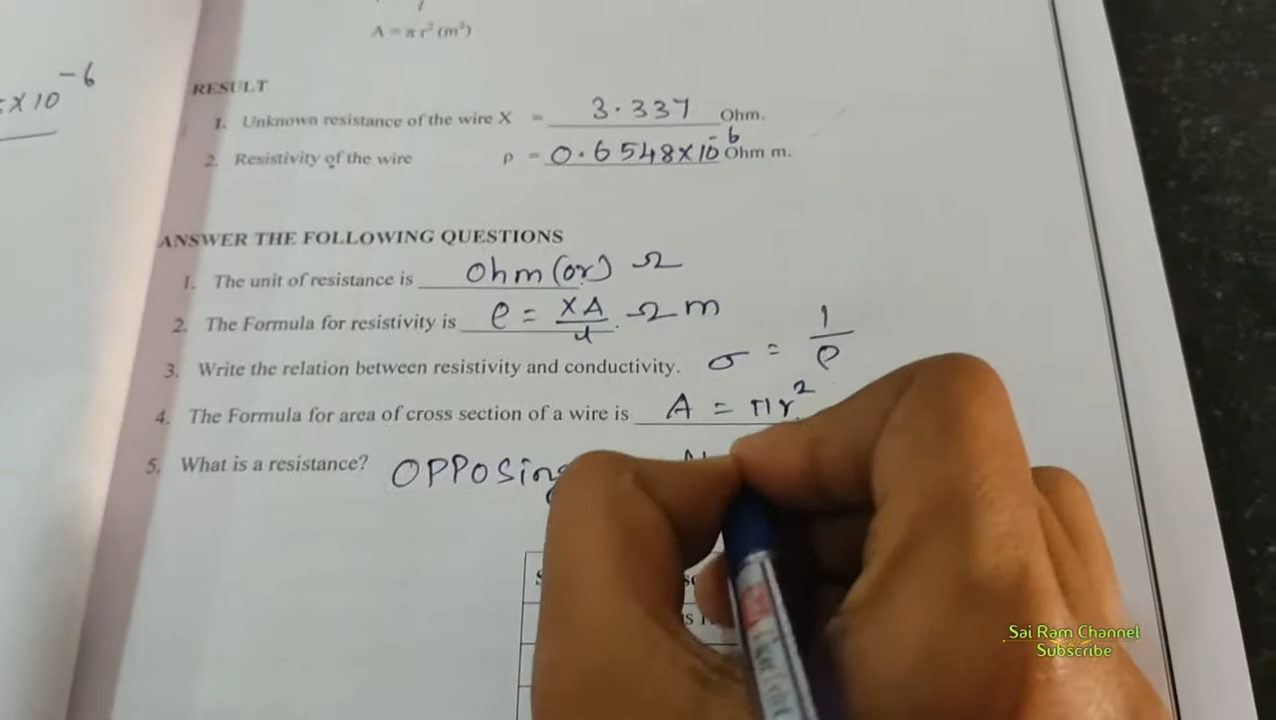 A = π r² (m²)
× 10⁻⁶
RESULT
1. Unknown resistance of the wire X = 3.337 Ohm.
2. Resistivity of the wire ρ = 0.6548×10⁻⁶ Ohm m.
ANSWER THE FOLLOWING QUESTIONS
1. The unit of resistance is Ohm (or) Ω
2. The Formula for resistivity is ρ = XA/l Ω m
3. Write the relation between resistivity and conductivity. σ = 1/ρ
4. The Formula for area of cross section of a wire is A = πr²
5. What is a resistance? OPPOSing
Sai Ram Channel
Subscribe